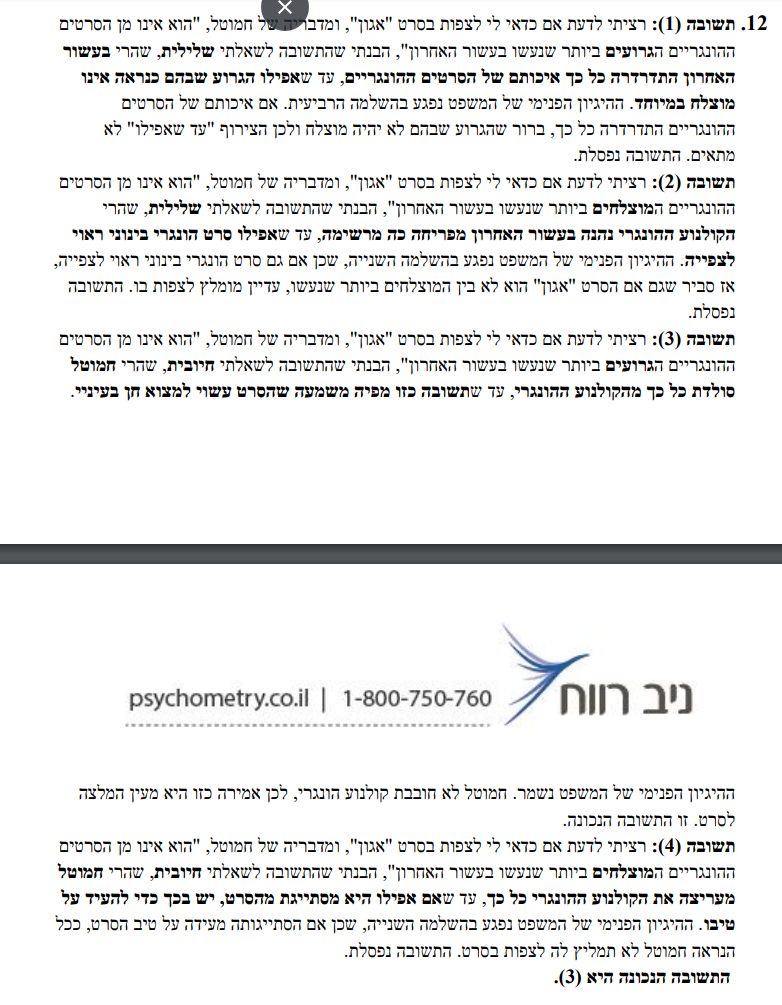 12. תשובה (1): רציתי לדעת אם כדאי לי לצפות בסרט "אגון", ומדבריה של חמוטל, "הוא אינו מן הסרטים
ההונגריים הגרועים ביותר שנעשו בעשור האחרון", הבנתי שהתשובה לשאלתי שלילית, שהרי בעשור
האחרון התדרדרה כל כך איכותם של הסרטים ההונגריים, עד שאפילו הגרוע שבהם כנראה אינו
מוצלח במיוחד. ההיגיון הפנימי של המשפט נפגע בהשלמה הרביעית. אם איכותם של הסרטים
ההונגריים התדרדרה כל כך, ברור שהגרוע שבהם לא יהיה מוצלח ולכן הצירוף "עד שאפילו" לא
מתאים. התשובה נפסלת.
תשובה (2): רציתי לדעת אם כדאי לי לצפות בסרט "אגון", ומדבריה של חמוטל, "הוא אינו מן הסרטים
ההונגריים המוצלחים ביותר שנעשו בעשור האחרון", הבנתי שהתשובה לשאלתי שלילית, שהרי
הקולנוע ההונגרי נהנה בעשור האחרון מפריחה כה מרשימה, עד שאפילו סרט הונגרי בינוני ראוי
לצפייה. ההיגיון הפנימי של המשפט נפגע בהשלמה השנייה, שכן אם גם סרט הונגרי בינוני ראוי לצפייה,
אז סביר שגם אם הסרט "אגון" הוא לא בין המוצלחים ביותר שנעשו, עדיין מומלץ לצפות בו. התשובה
נפסלת.
תשובה (3): רציתי לדעת אם כדאי לי לצפות בסרט "אגון", ומדבריה של חמוטל, "הוא אינו מן הסרטים
ההונגריים הגרועים ביותר שנעשו בעשור האחרון", הבנתי שהתשובה לשאלתי חיובית, שהרי חמוטל
סולדת כל כך מהקולנוע ההונגרי, עד שתשובה כזו מפיה משמעה שהסרט עשוי למצוא חן בעיניי.
ניב רווח
psychometry.co.il | 1-800-750-760
ההיגיון הפנימי של המשפט נשמר. חמוטל לא חובבת קולנוע הונגרי, לכן אמירה כזו היא מעין המלצה
לסרט. זו התשובה הנכונה.
תשובה (4): רציתי לדעת אם כדאי לי לצפות בסרט "אגון", ומדבריה של חמוטל, "הוא אינו מן הסרטים
ההונגריים המוצלחים ביותר שנעשו בעשור האחרון", הבנתי שהתשובה לשאלתי חיובית, שהרי חמוטל
מעריצה את הקולנוע ההונגרי כל כך, עד שאם אפילו היא מסתייגת מהסרט, יש בכך כדי להעיד על
טיבו. ההיגיון הפנימי של המשפט נפגע בהשלמה השנייה, שכן אם הסתייגותה מעידה על טיב הסרט, ככל
הנראה חמוטל לא תמליץ לה לצפות בסרט. התשובה נפסלת.
התשובה הנכונה היא (3).